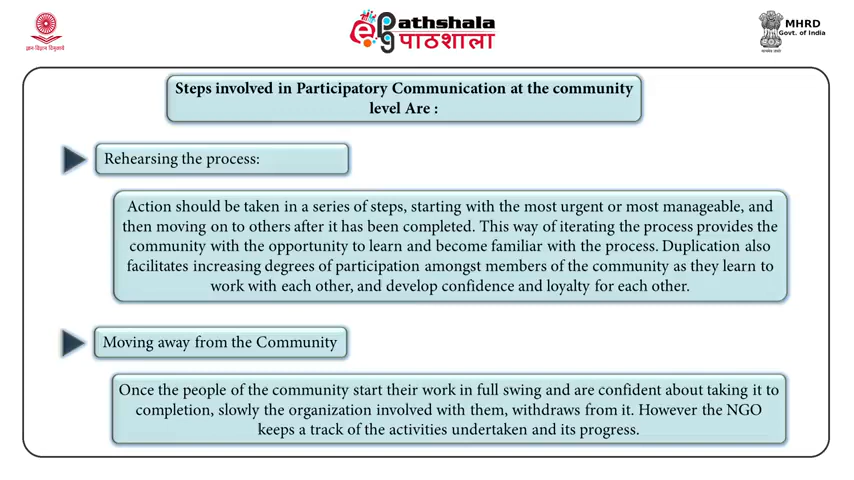 ज्ञान-विज्ञान विमुक्तये
Pathshala
पाठशाला
MHRD
Govt. of India
सत्यमेव जयते
Steps involved in Participatory Communication at the community
level Are :
Rehearsing the process:
Action should be taken in a series of steps, starting with the most urgent or most manageable, and
then moving on to others after it has been completed. This way of iterating the process provides the
community with the opportunity to learn and become familiar with the process. Duplication also
facilitates increasing degrees of participation amongst members of the community as they learn to
work with each other, and develop confidence and loyalty for each other.
Moving away from the Community
Once the people of the community start their work in full swing and are confident about taking it to
completion, slowly the organization involved with them, withdraws from it. However the NGO
keeps a track of the activities undertaken and its progress.